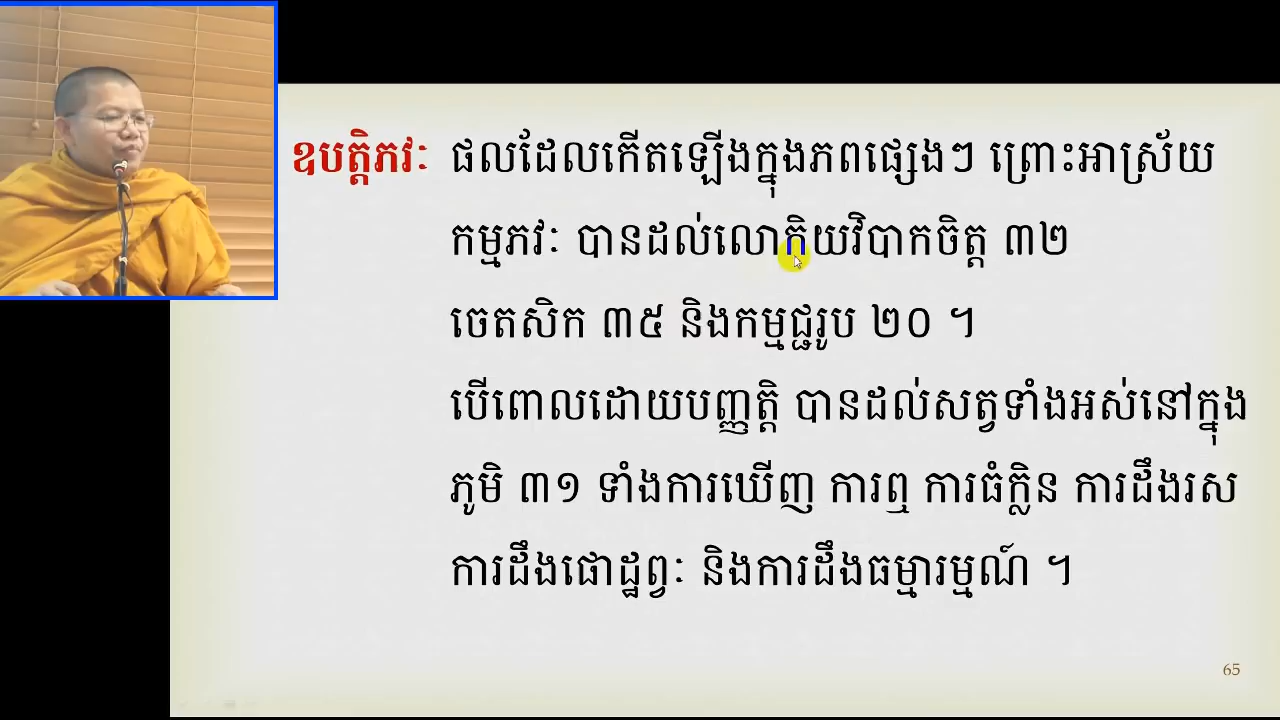 ឧបត្តិភវៈ ផលដែលកើតឡើងក្នុងភពផ្សេងៗ ព្រោះអាស្រ័យ
កម្មភវៈ បានដល់លោកិយវិបាកចិត្ត ៣២
ចេតសិក ៣៥ និងកម្មជ្ជរូប ២០ ។
បើពោលដោយបញ្ញត្តិ បានដល់សត្វទាំងអស់នៅក្នុង
ភូមិ ៣១ ទាំងការឃើញ ការឮ ការធំក្លិន ការដឹងរស
ការដឹងផោដ្ឋព្វៈ និងការដឹងធម្មារម្មណ៍ ។
65